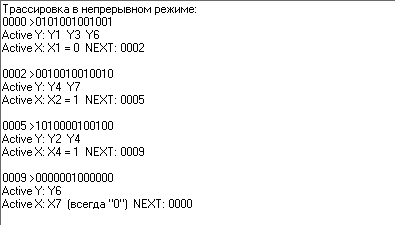 Трассировка в непрерывном режиме:
0000 >0101001001001
Active Y: Y1 Y3 Y6
Active X: X1 = 0 NEXT: 0002
0002 >0010010010010
Active Y: Y4 Y7
Active X: X2 = 1 NEXT: 0005
0005 >1010000100100
Active Y: Y2 Y4
Active X: X4 = 1 NEXT: 0009
0009 >0000001000000
Active Y: Y6
Active X: X7 (всегда "0") NEXT: 0000